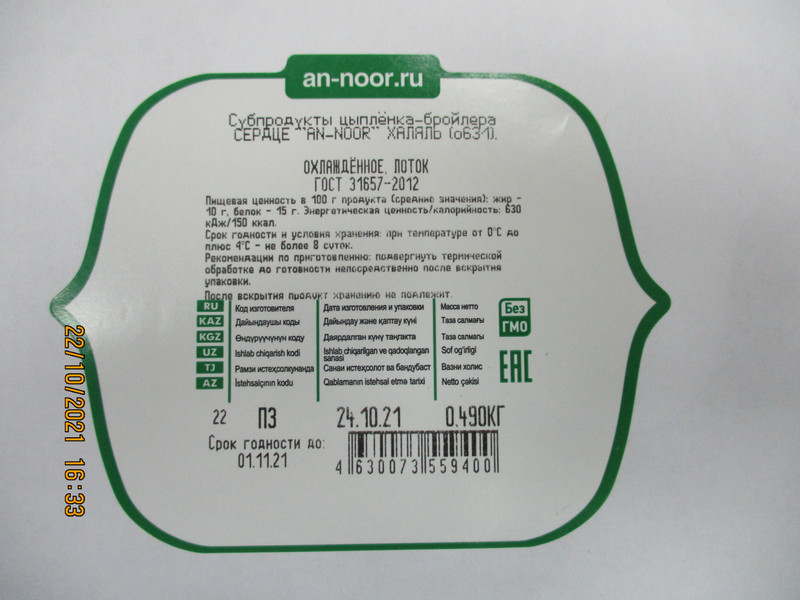 an-noor.ru
Субпродукты цыплёнка-бройлера
СЕРДЦЕ "AN-NOOR" ХАЛЯЛЬ (об31).
ОХЛАЖДЁННОЕ, ЛОТОК
ГОСТ 31657-2012
Пищевая ценность в 100 г продукта (средние значения): жир -
10 г, белок - 15 г. Энергетическая ценность/калорийность: 630
кДж/150 ккал.
Срок годности и условия хранения: при температуре от 0°С до
плюс 4°С - не более 8 суток.
Рекомендации по приготовлению: подвергнуть термической
обработке до готовности непосредственно после вскрытия
упаковки.
После вскрытия продукт хранению не подлежит.
RU Код изготовителя Дата изготовления и упаковки Масса нетто
KAZ Дайындаушы коды Дайындау және қаптау күні Таза салмағы
KGZ Өндүрүүчүнүн коду Даярдалган күнү таңгакта Таза салмагы
UZ Ishlab chiqarish kodi Ishlab chiqarilgan ve qadoqlangan sanasi Sof og'irligi
TJ Рамзи истеҳсолкунанда Санаи истеҳсолот ва бандубаст Вазни холис
AZ İstehsalçının kodu Qablamanın istehsal etmə tarixi Netto çəkisi
Без
ГМО
EAC
22 ПЗ 24.10.21 0.490КГ
Срок годности до:
01.11.21
4 630073 559400
22/10/2021 16:33